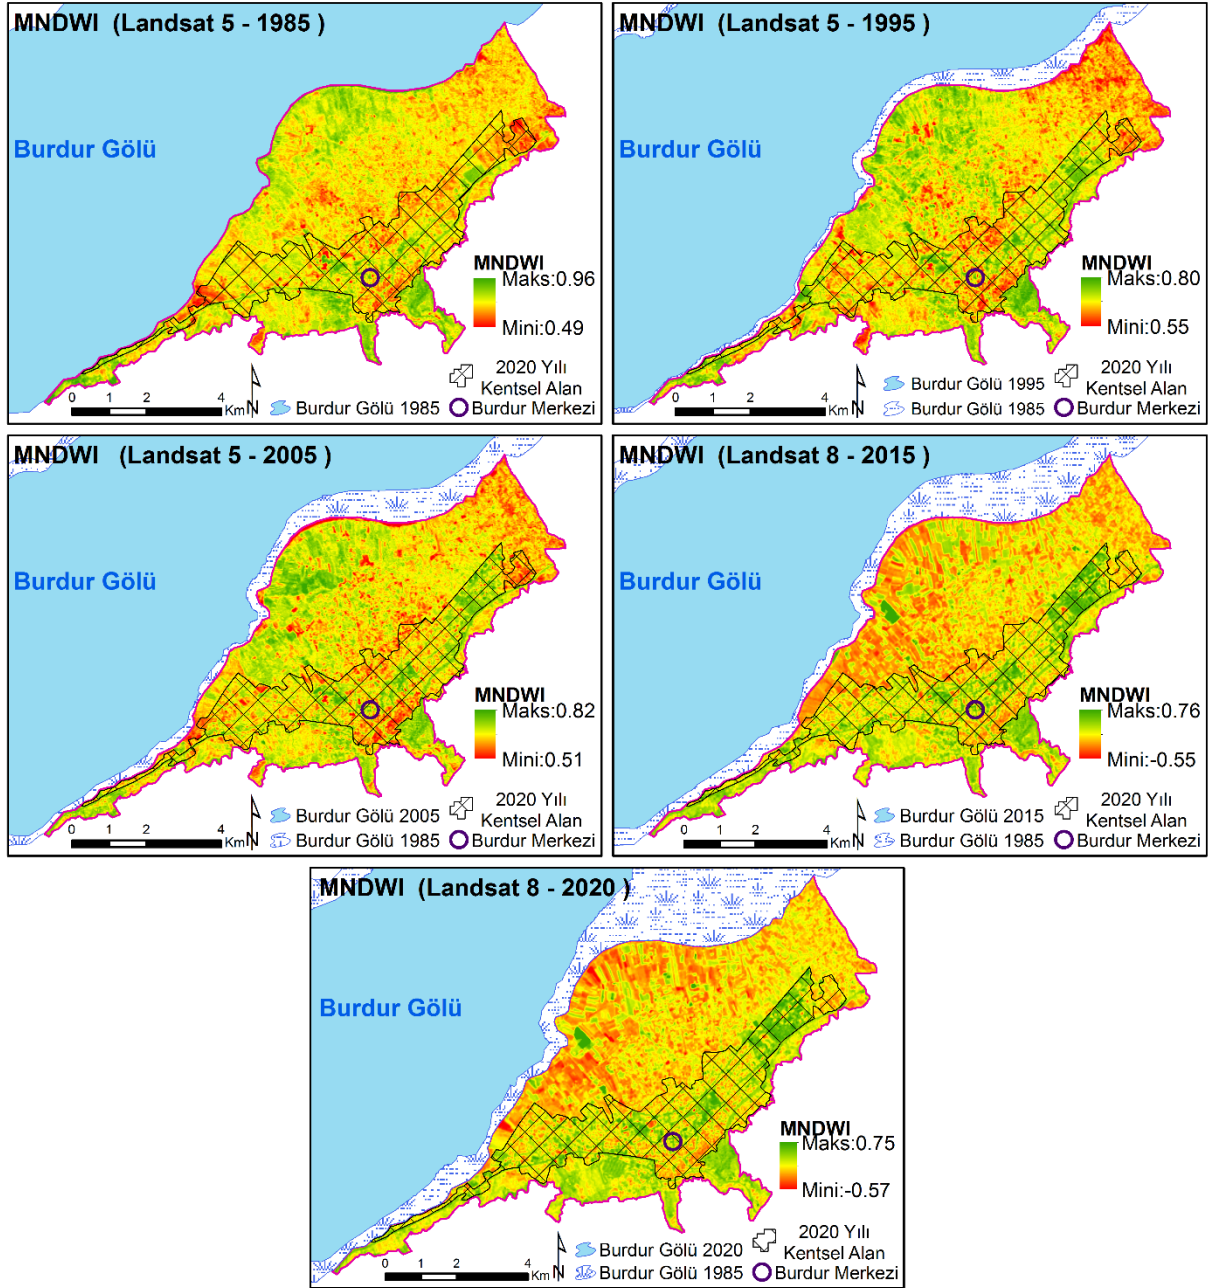 MNDWI (Landsat 5 - 1985 )
Burdur Gölü
MNDWI
Maks:0.96
Mini:0.49
2020 Yılı
Kentsel Alan
0 1 2 4
Km
N
Burdur Gölü 1985
Burdur Merkezi
MNDWI (Landsat 5 - 1995 )
Burdur Gölü
MNDWI
Maks:0.80
Mini:0.55
2020 Yılı
Kentsel Alan
Burdur Gölü 1995
0 1 2 4
Km
N
Burdur Gölü 1985
Burdur Merkezi
MNDWI (Landsat 5 - 2005 )
Burdur Gölü
MNDWI
Maks:0.82
Mini:0.51
2020 Yılı
Kentsel Alan
Burdur Gölü 2005
0 1 2 4
Km
N
Burdur Gölü 1985
Burdur Merkezi
MNDWI (Landsat 8 - 2015 )
Burdur Gölü
MNDWI
Maks:0.76
Mini:-0.55
2020 Yılı
Kentsel Alan
Burdur Gölü 2015
0 1 2 4
Km
N
Burdur Gölü 1985
Burdur Merkezi
MNDWI (Landsat 8 - 2020 )
Burdur Gölü
MNDWI
Maks:0.75
Mini:-0.57
2020 Yılı
Kentsel Alan
Burdur Gölü 2020
0 1 2 4
Km
N
Burdur Gölü 1985
Burdur Merkezi